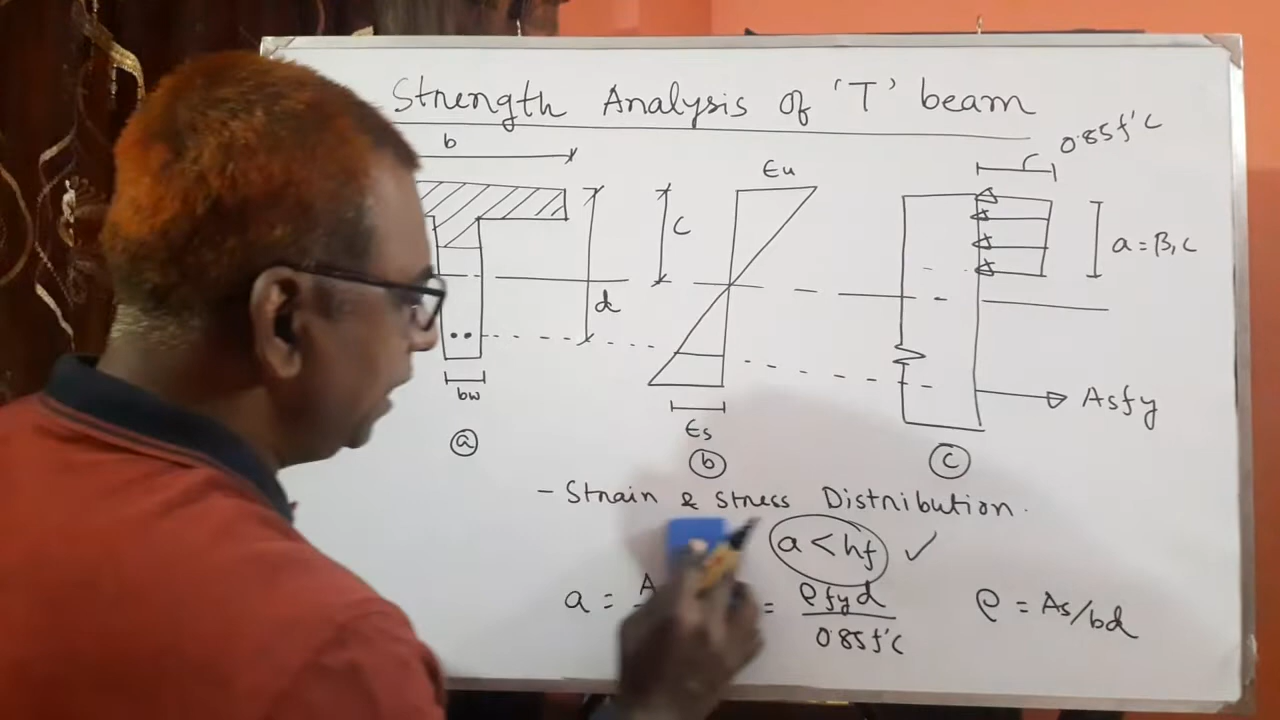 Strength Analysis of 'T' beam
b
0.85f'c
ϵu
c
c
a = β1c
d
bw
ϵs
Asfy
a
b
c
- Strain & Stress Distribution.
a < hf ✓
a = A = ρfyd / 0.85f'c
ρ = As/bd